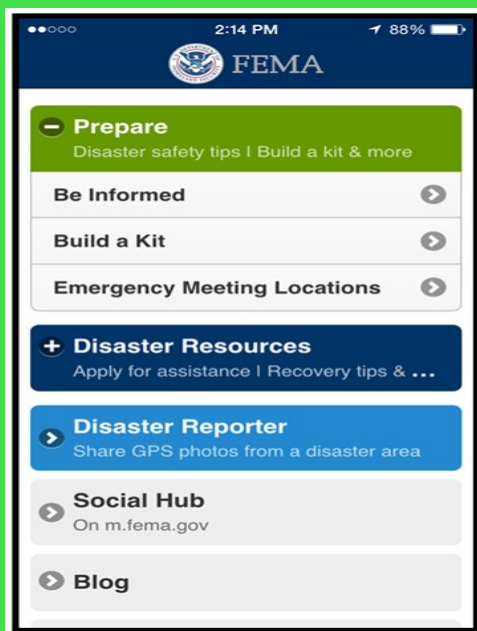 2:14 PM
88%
FEMA
Prepare
Disaster safety tips I Build a kit & more
Be Informed
Build a Kit
Emergency Meeting Locations
Disaster Resources
Apply for assistance I Recovery tips & ...
Disaster Reporter
Share GPS photos from a disaster area
Social Hub
On m.fema.gov
Blog